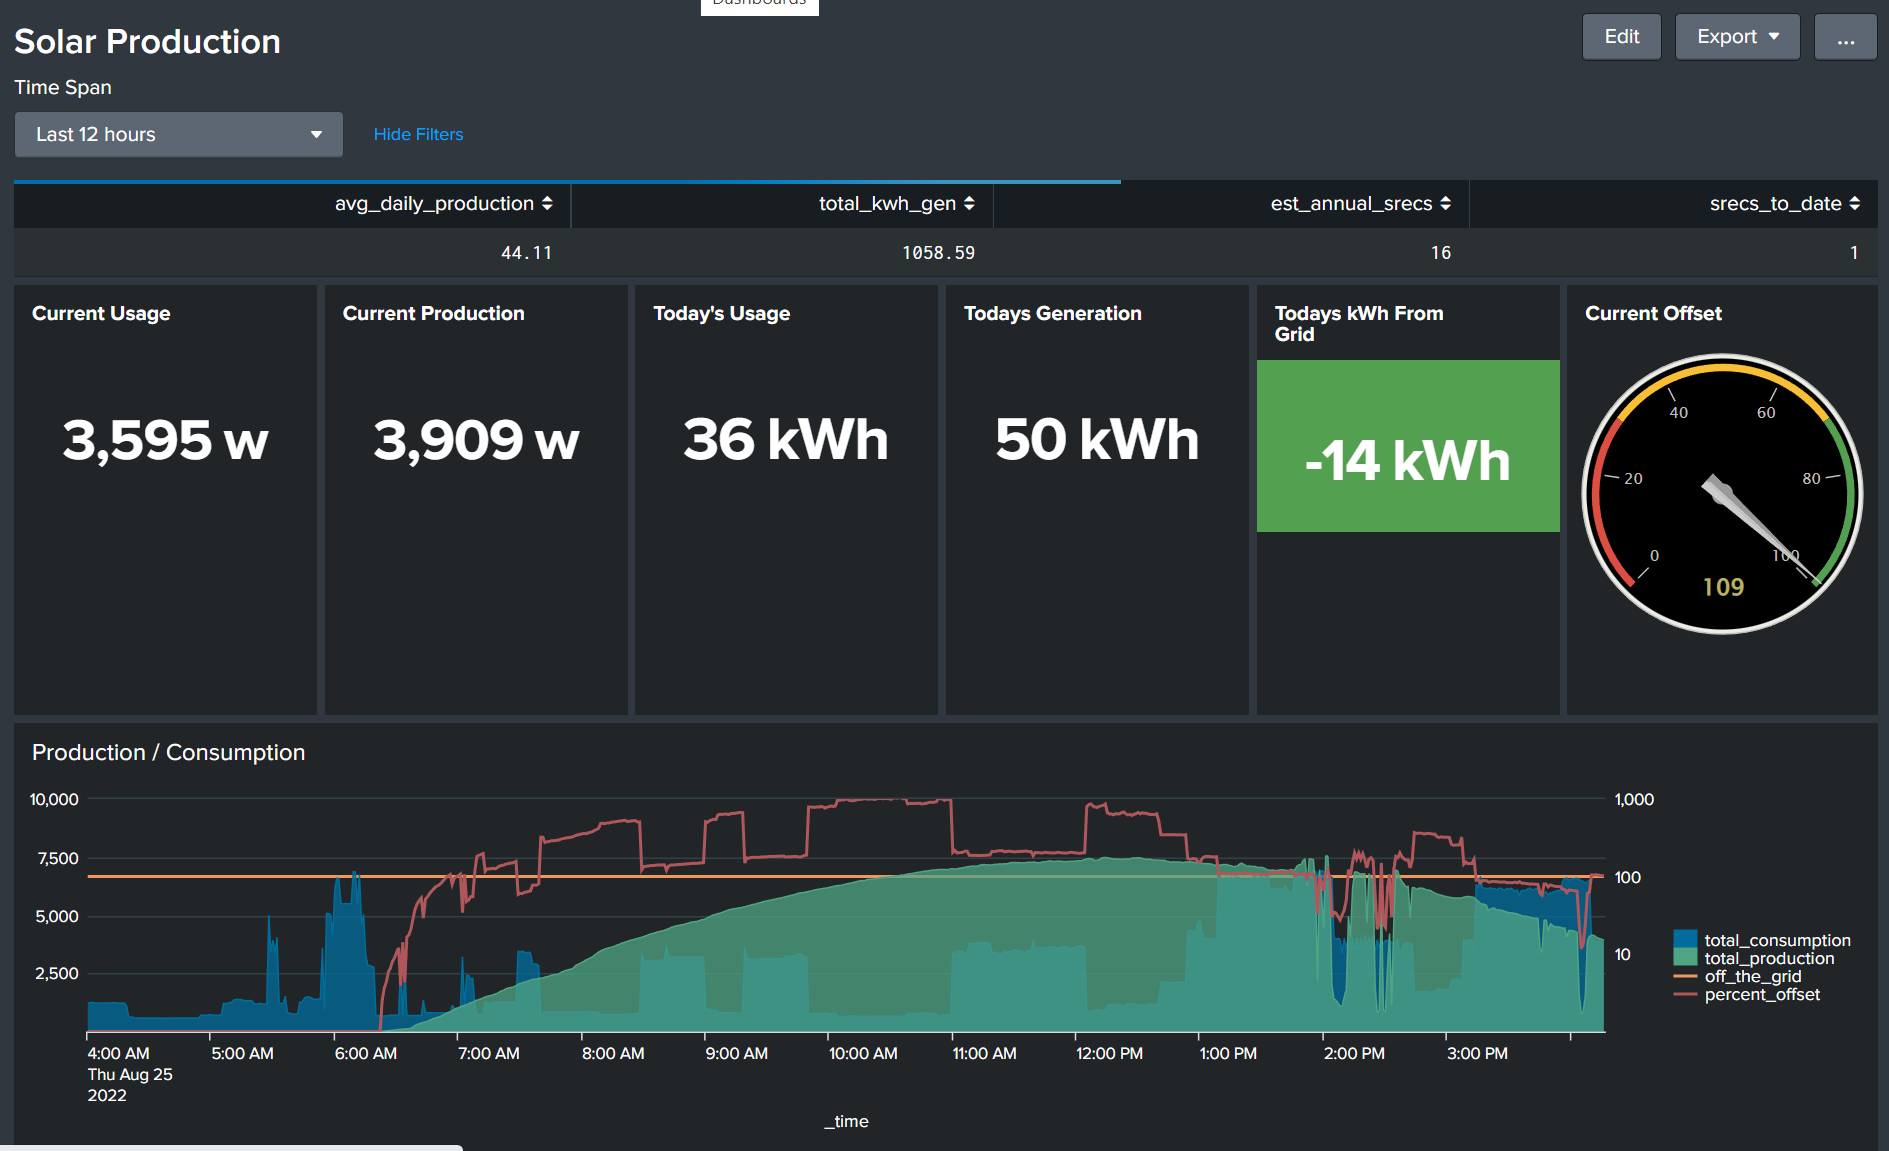 Dashboards
Solar Production
Edit
Export
...
Time Span
Last 12 hours
Hide Filters
avg_daily_production
total_kwh_gen
est_annual_srecs
srecs_to_date
44.11
1058.59
16
1
Current Usage
3,595 w
Current Production
3,909 w
Today's Usage
36 kWh
Todays Generation
50 kWh
Todays kWh From
Grid
-14 kWh
Current Offset
0
20
40
60
80
100
109
Production / Consumption
10,000
7,500
5,000
2,500
1,000
100
10
total_consumption
total_production
off_the_grid
percent_offset
4:00 AM
Thu Aug 25
2022
5:00 AM
6:00 AM
7:00 AM
8:00 AM
9:00 AM
10:00 AM
11:00 AM
12:00 PM
1:00 PM
2:00 PM
3:00 PM
_time